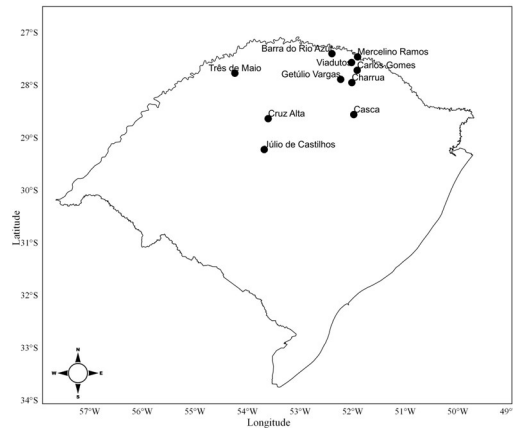 27°S
28°S
29°S
30°S
31°S
32°S
33°S
34°S
Latitude
Barra do Rio Azul
Mercelino Ramos
Viadutos
Carlos Gomes
Três de Maio
Getúlio Vargas
Charrua
Cruz Alta
Casca
Júlio de Castilhos
N
W
E
S
57°W
56°W
55°W
54°W
53°W
52°W
51°W
50°W
49°W
Longitude